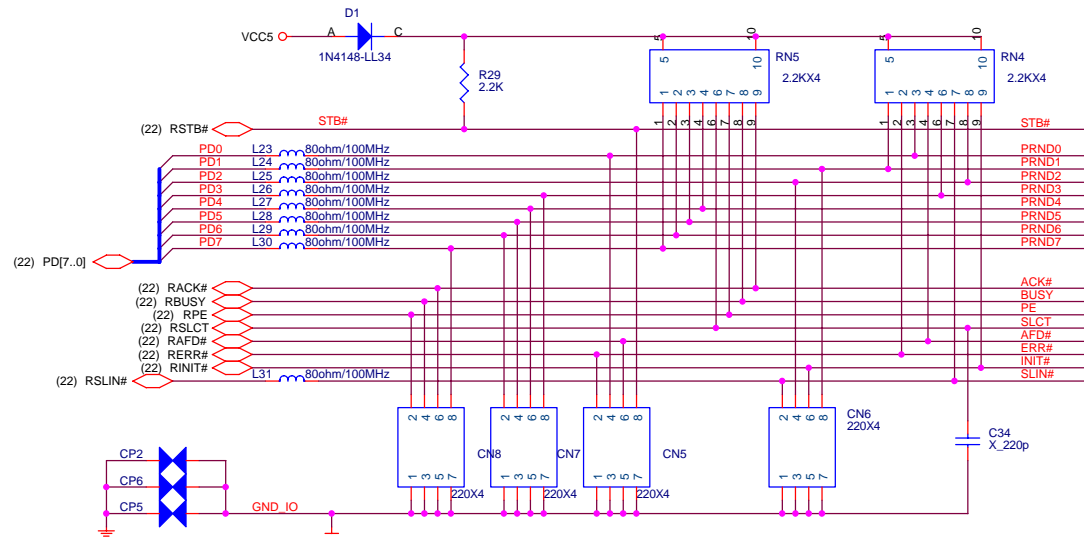 D1
VCC5 A C
1N4148-LL34
5 10 RN5 5 10 RN4
5 10 2.2KX4 5 10 2.2KX4
R29
2.2K
1 2 3 4 6 7 8 9 1 2 3 4 6 7 8 9
1 2 3 4 6 7 8 9 1 2 3 4 6 7 8 9
(22) RSTB# STB# STB#
PD0 L23 80ohm/100MHz PRND0
PD1 L24 80ohm/100MHz PRND1
PD2 L25 80ohm/100MHz PRND2
PD3 L26 80ohm/100MHz PRND3
PD4 L27 80ohm/100MHz PRND4
PD5 L28 80ohm/100MHz PRND5
PD6 L29 80ohm/100MHz PRND6
PD7 L30 80ohm/100MHz PRND7
(22) PD[7..0]
(22) RACK# ACK#
(22) RBUSY BUSY
(22) RPE PE
(22) RSLCT SLCT
(22) RAFD# AFD#
(22) RERR# ERR#
(22) RINIT# INIT#
(22) RSLIN# L31 80ohm/100MHz SLIN#
2 4 6 8 2 4 6 8 2 4 6 8 2 4 6 8 CN6
220X4
C34
X_220p
CP2 CN8 CN7 CN5
1 3 5 7 1 3 5 7 1 3 5 7 1 3 5 7
CP6 220X4 220X4 220X4
CP5 GND_IO